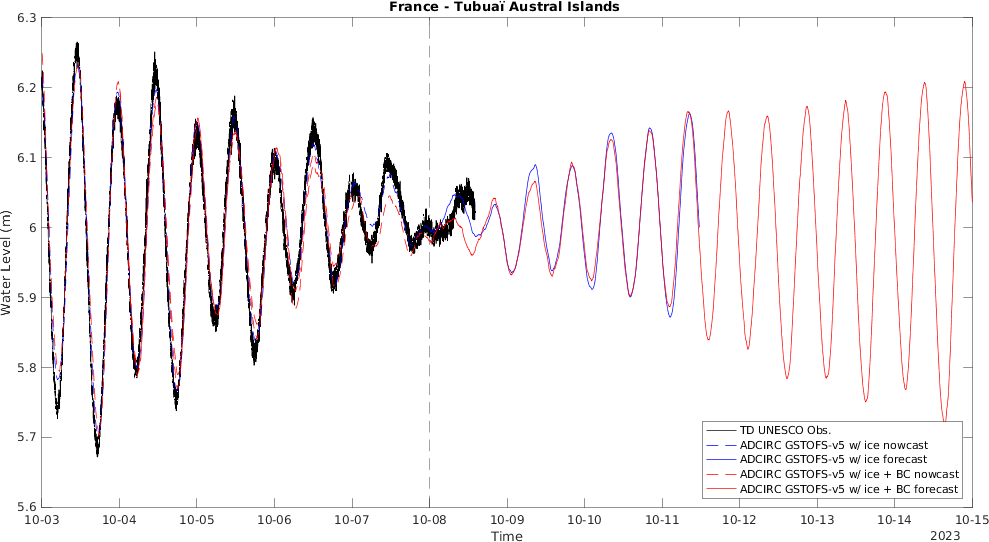 France - Tubuaï Austral Islands
6.3
6.2
6.1
6
5.9
5.8
5.7
5.6
Water Level (m)
TD UNESCO Obs.
ADCIRC GSTOFS-v5 w/ ice nowcast
ADCIRC GSTOFS-v5 w/ ice forecast
ADCIRC GSTOFS-v5 w/ ice + BC nowcast
ADCIRC GSTOFS-v5 w/ ice + BC forecast
10-03 10-04 10-05 10-06 10-07 10-08 10-09 10-10 10-11 10-12 10-13 10-14 10-15
Time
2023